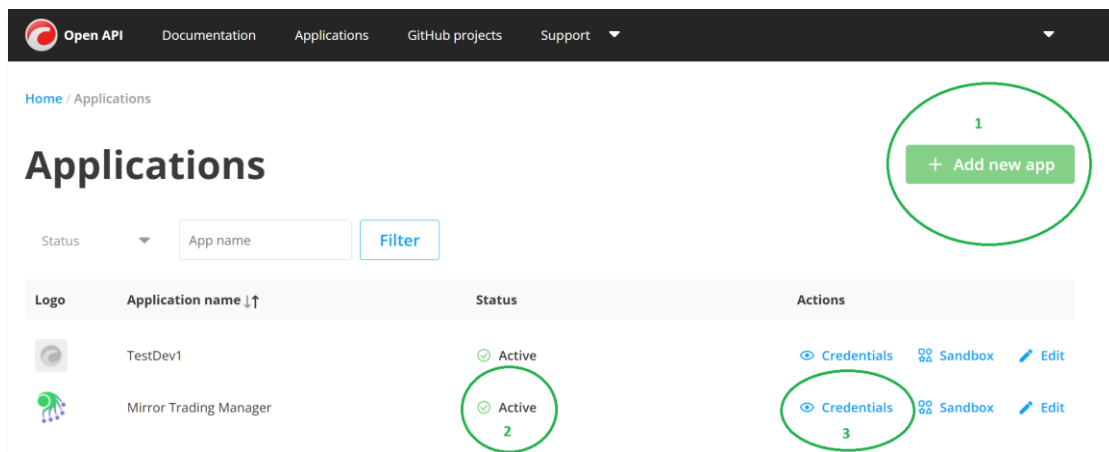 Open API Documentation Applications GitHub projects Support
Home / Applications
1
Applications
+ Add new app
Status App name Filter
Logo Application name ↓↑ Status Actions
TestDev1 Active Credentials Sandbox Edit
Mirror Trading Manager Active Credentials Sandbox Edit
2 3